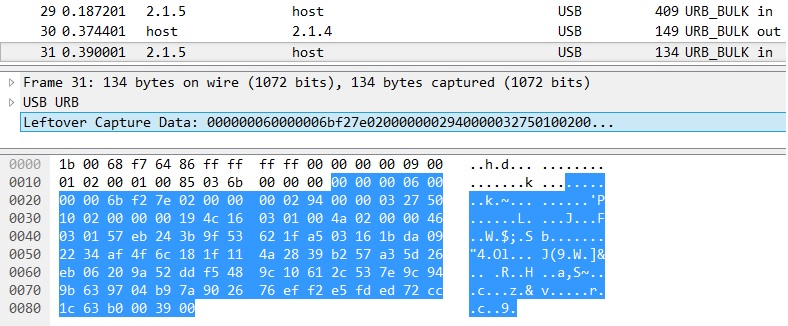 29 0.187201 2.1.5 host USB 409 URB_BULK in
30 0.374401 host 2.1.4 USB 149 URB_BULK out
31 0.390001 2.1.5 host USB 134 URB_BULK in
Frame 31: 134 bytes on wire (1072 bits), 134 bytes captured (1072 bits)
USB URB
Leftover Capture Data: 000000060000006bf27e0200000002940000032750100200...
0000 1b 00 68 f7 64 86 ff ff ff ff 00 00 00 00 09 00 ..h.d... ........
0010 01 02 00 01 00 85 03 6b 00 00 00 00 00 00 06 00 .......k ........
0020 00 00 6b f2 7e 02 00 00 00 02 94 00 00 03 27 50 ..k.~... ......'P
0030 10 02 00 00 00 19 4c 16 03 01 00 4a 02 00 00 46 ......L. ...J...F
0040 03 01 57 eb 24 3b 9f 53 62 1f a5 03 16 1b da 09 ..W.$;.S b.......
0050 22 34 af 4f 6c 18 1f 11 4a 28 39 b2 57 a3 5d 26 "4.Ol... J(9.W.]&
0060 eb 06 20 9a 52 dd f5 48 9c 10 61 2c 53 7e 9c 94 .. .R..H ..a,S~..
0070 9b 63 97 04 b9 7a 90 26 76 ef f2 e5 fd ed 72 cc .c...z.& v.....r.
0080 1c 63 b0 00 39 00 .c..9.